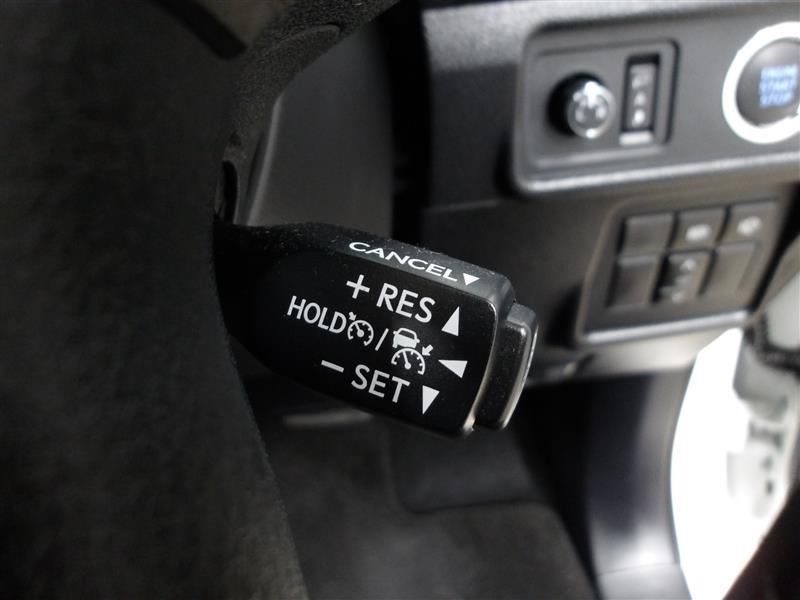 CANCEL▼
+ RES ▲
HOLD /
− SET ▼
ENGINE
START
STOP